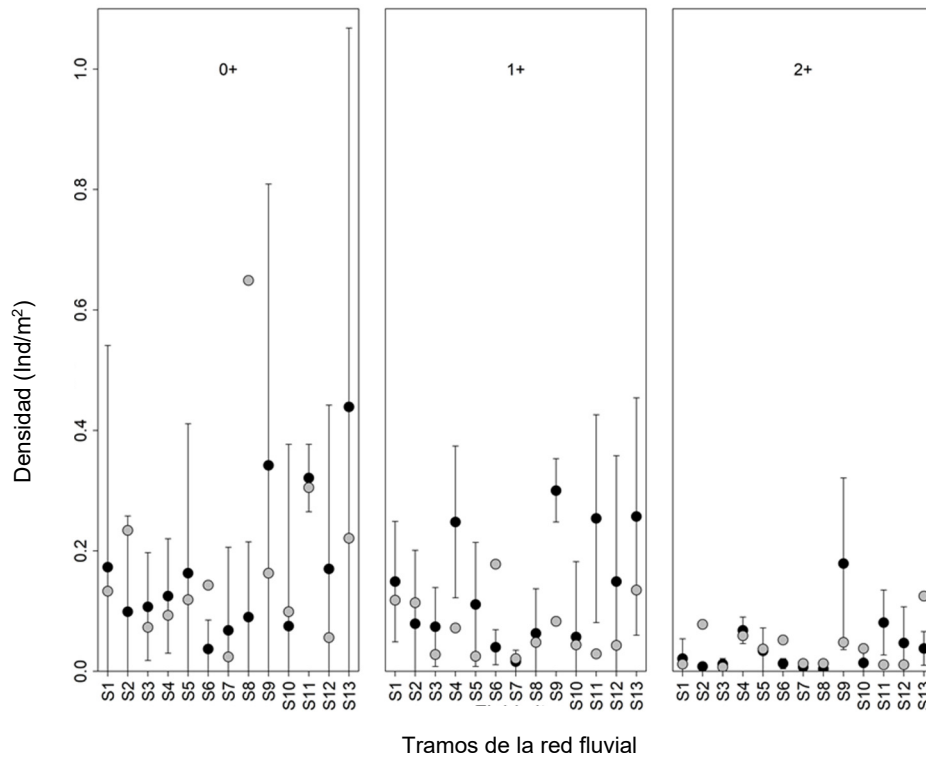 0+ 1+ 2+
1.0
0.8
0.6
0.4
0.2
0.0
Densidad (Ind/m²)
S1 S2 S3 S4 S5 S6 S7 S8 S9 S10 S11 S12 S13
S1 S2 S3 S4 S5 S6 S7 S8 S9 S10 S11 S12 S13
S1 S2 S3 S4 S5 S6 S7 S8 S9 S10 S11 S12 S13
Tramos de la red fluvial